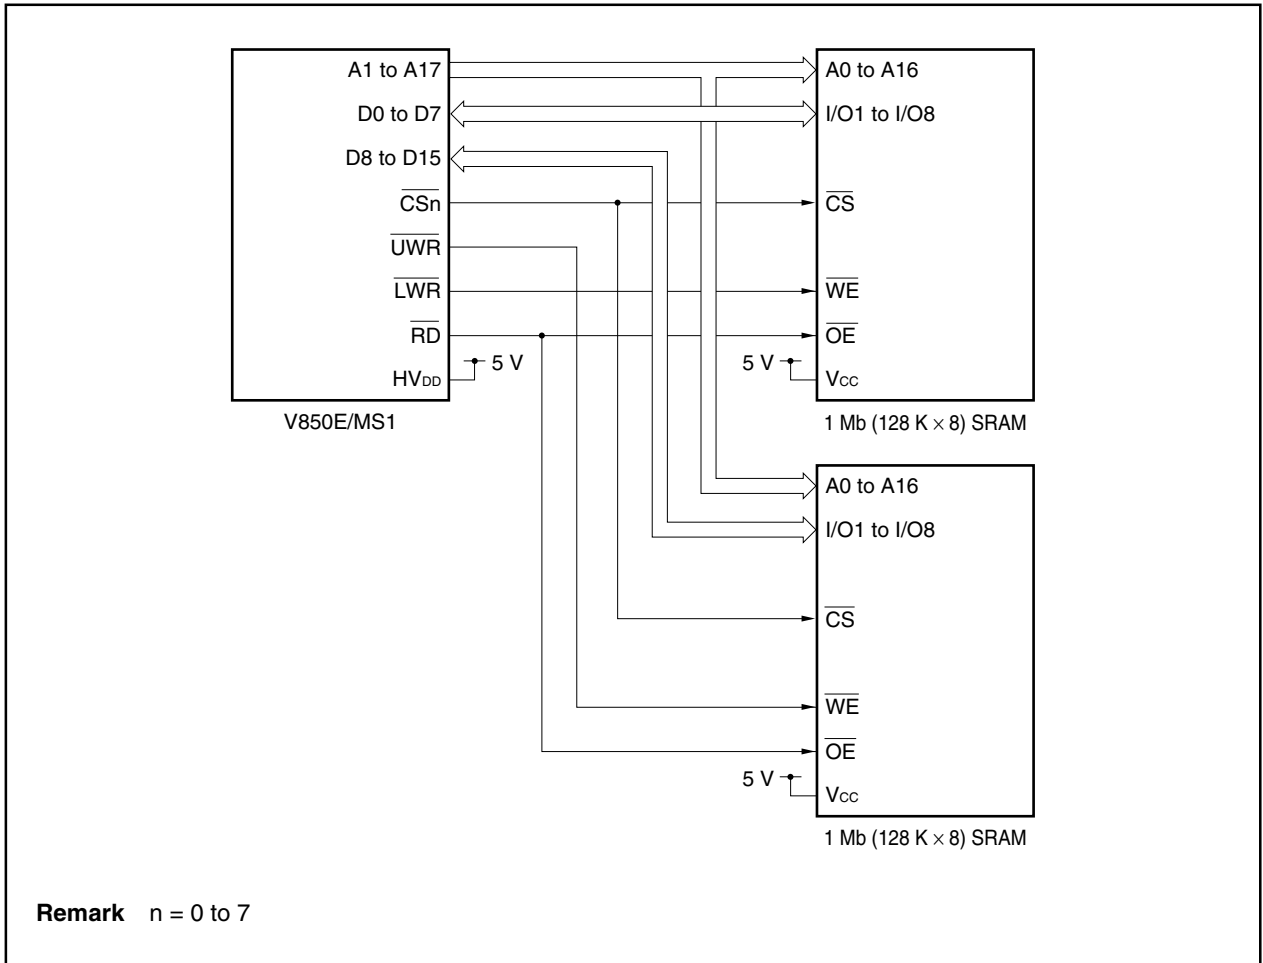 A1 to A17
D0 to D7
D8 to D15
CSn
UWR
LWR
RD
HVDD
5 V
V850E/MS1
A0 to A16
I/O1 to I/O8
CS
WE
OE
5 V
VCC
1 Mb (128 K × 8) SRAM
A0 to A16
I/O1 to I/O8
CS
WE
OE
5 V
VCC
1 Mb (128 K × 8) SRAM
Remark n = 0 to 7